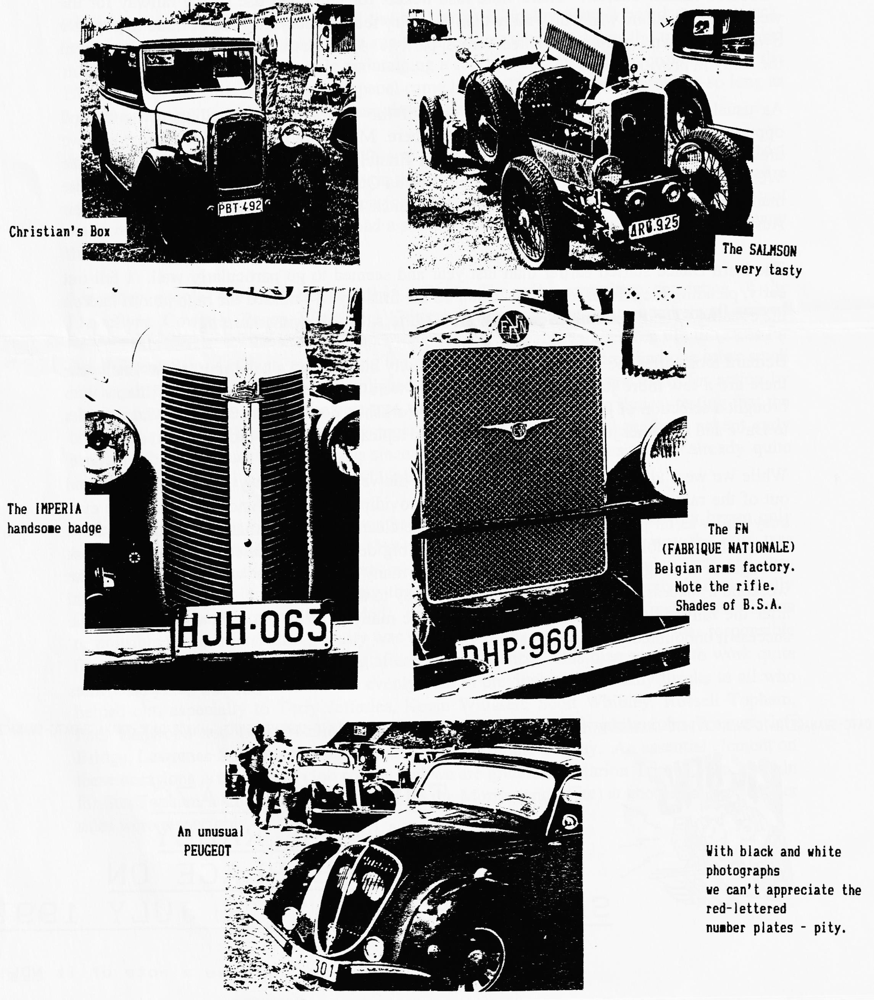 PBT·492
Christian's Box
ARU.925
The SALMSON
- very tasty
The IMPERIA
handsome badge
HJH·063
FN
FN
The FN
(FABRIQUE NATIONALE)
Belgian arms factory.
Note the rifle.
Shades of B.S.A.
DHP·960
An unusual
PEUGEOT
301
With black and white
photographs
we can't appreciate the
red-lettered
number plates - pity.